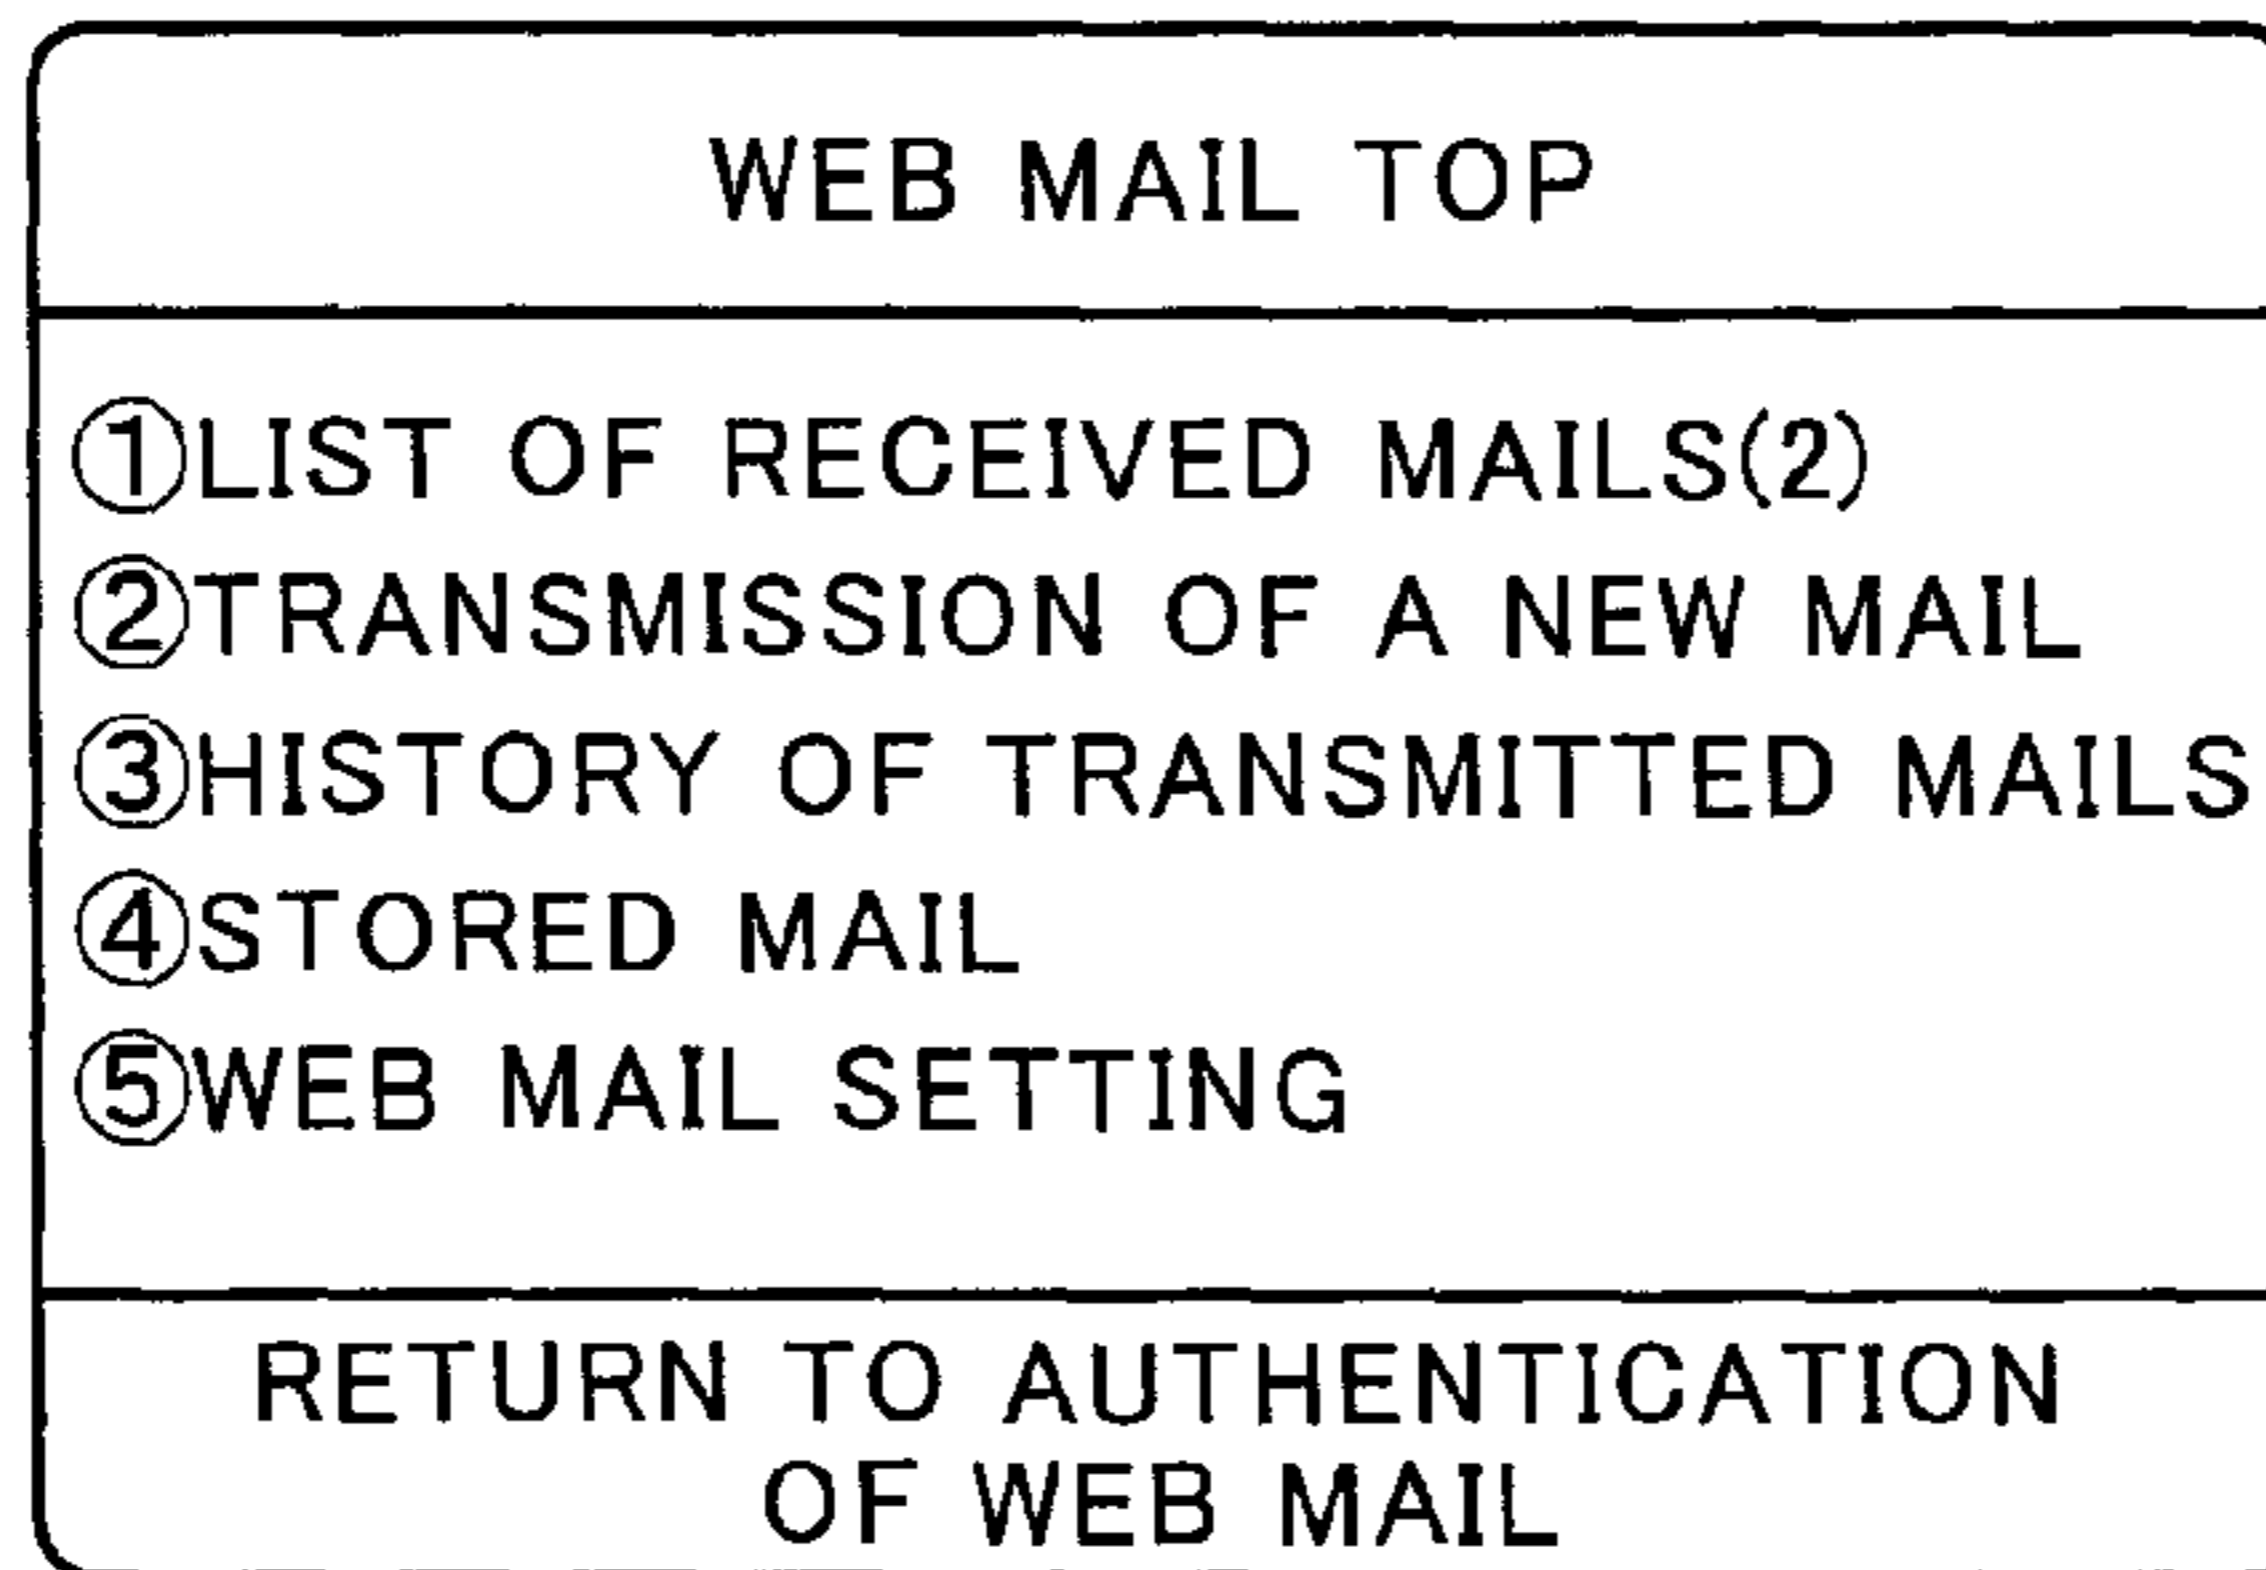 WEB MAIL TOP
①LIST OF RECEIVED MAILS(2)
②TRANSMISSION OF A NEW MAIL
③HISTORY OF TRANSMITTED MAILS
④STORED MAIL
⑤WEB MAIL SETTING
RETURN TO AUTHENTICATION
OF WEB MAIL